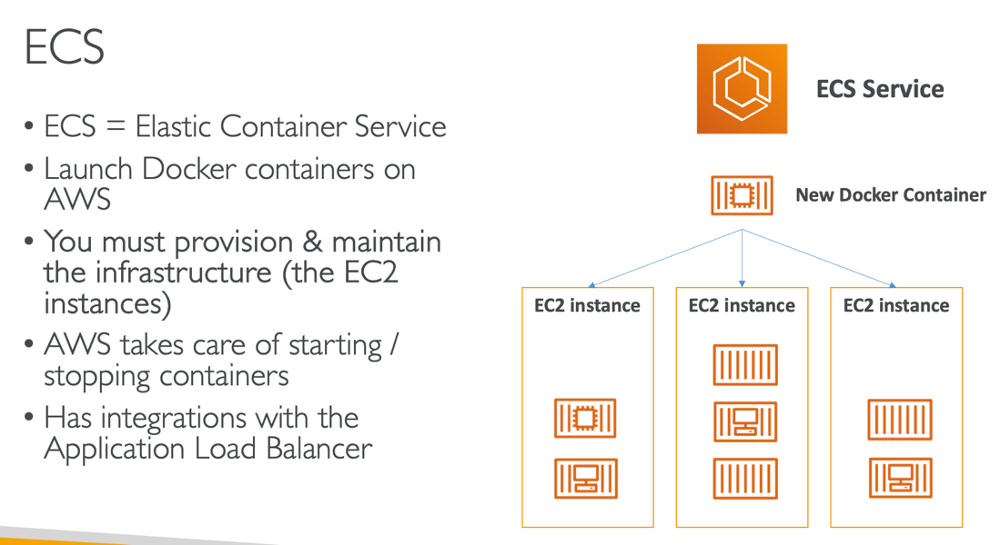 ECS
• ECS = Elastic Container Service
• Launch Docker containers on
AWS
• You must provision & maintain
the infrastructure (the EC2
instances)
• AWS takes care of starting /
stopping containers
• Has integrations with the
Application Load Balancer
ECS Service
New Docker Container
EC2 instance
EC2 instance
EC2 instance